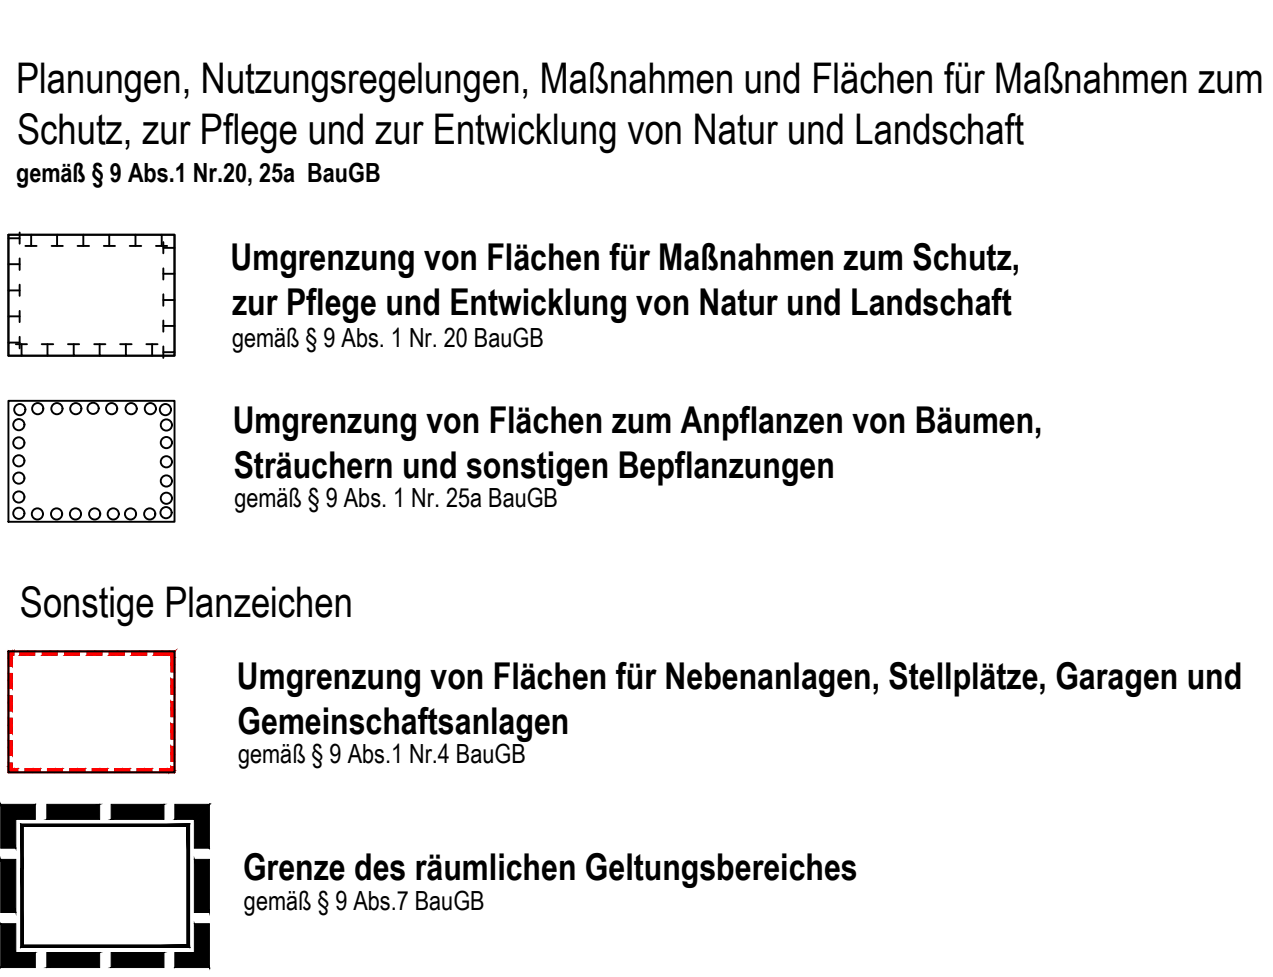 Planungen, Nutzungsregelungen, Maßnahmen und Flächen für Maßnahmen zum
Schutz, zur Pflege und zur Entwicklung von Natur und Landschaft
gemäß § 9 Abs.1 Nr.20, 25a BauGB
Umgrenzung von Flächen für Maßnahmen zum Schutz,
zur Pflege und Entwicklung von Natur und Landschaft
gemäß § 9 Abs. 1 Nr. 20 BauGB
Umgrenzung von Flächen zum Anpflanzen von Bäumen,
Sträuchern und sonstigen Bepflanzungen
gemäß § 9 Abs. 1 Nr. 25a BauGB
Sonstige Planzeichen
Umgrenzung von Flächen für Nebenanlagen, Stellplätze, Garagen und
Gemeinschaftsanlagen
gemäß § 9 Abs.1 Nr.4 BauGB
Grenze des räumlichen Geltungsbereiches
gemäß § 9 Abs.7 BauGB